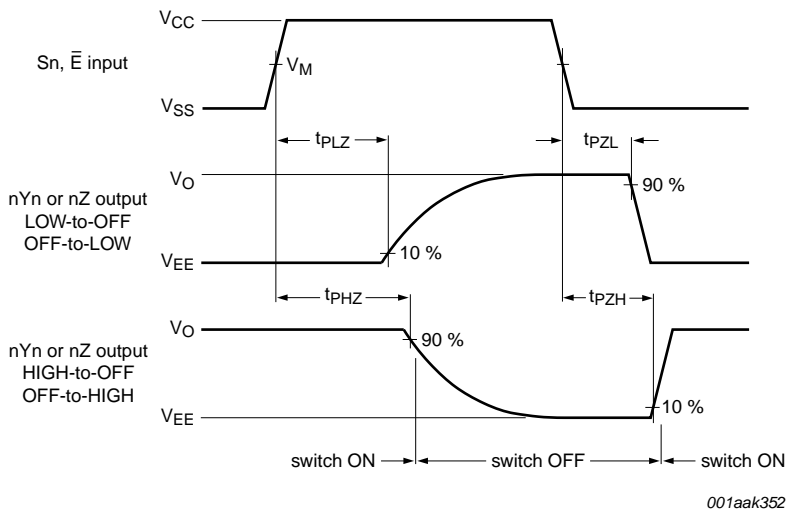 VCC
Sn, E̅ input
VM
VSS
tPLZ
tPZL
VO
nYn or nZ output
LOW-to-OFF
OFF-to-LOW
90 %
10 %
VEE
tPHZ
tPZH
VO
nYn or nZ output
HIGH-to-OFF
OFF-to-HIGH
90 %
10 %
VEE
switch ON
switch OFF
switch ON
001aak352